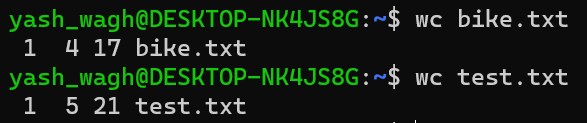 yash_wagh@DESKTOP-NK4JS8G:~$ wc bike.txt
 1  4 17 bike.txt
yash_wagh@DESKTOP-NK4JS8G:~$ wc test.txt
 1  5 21 test.txt